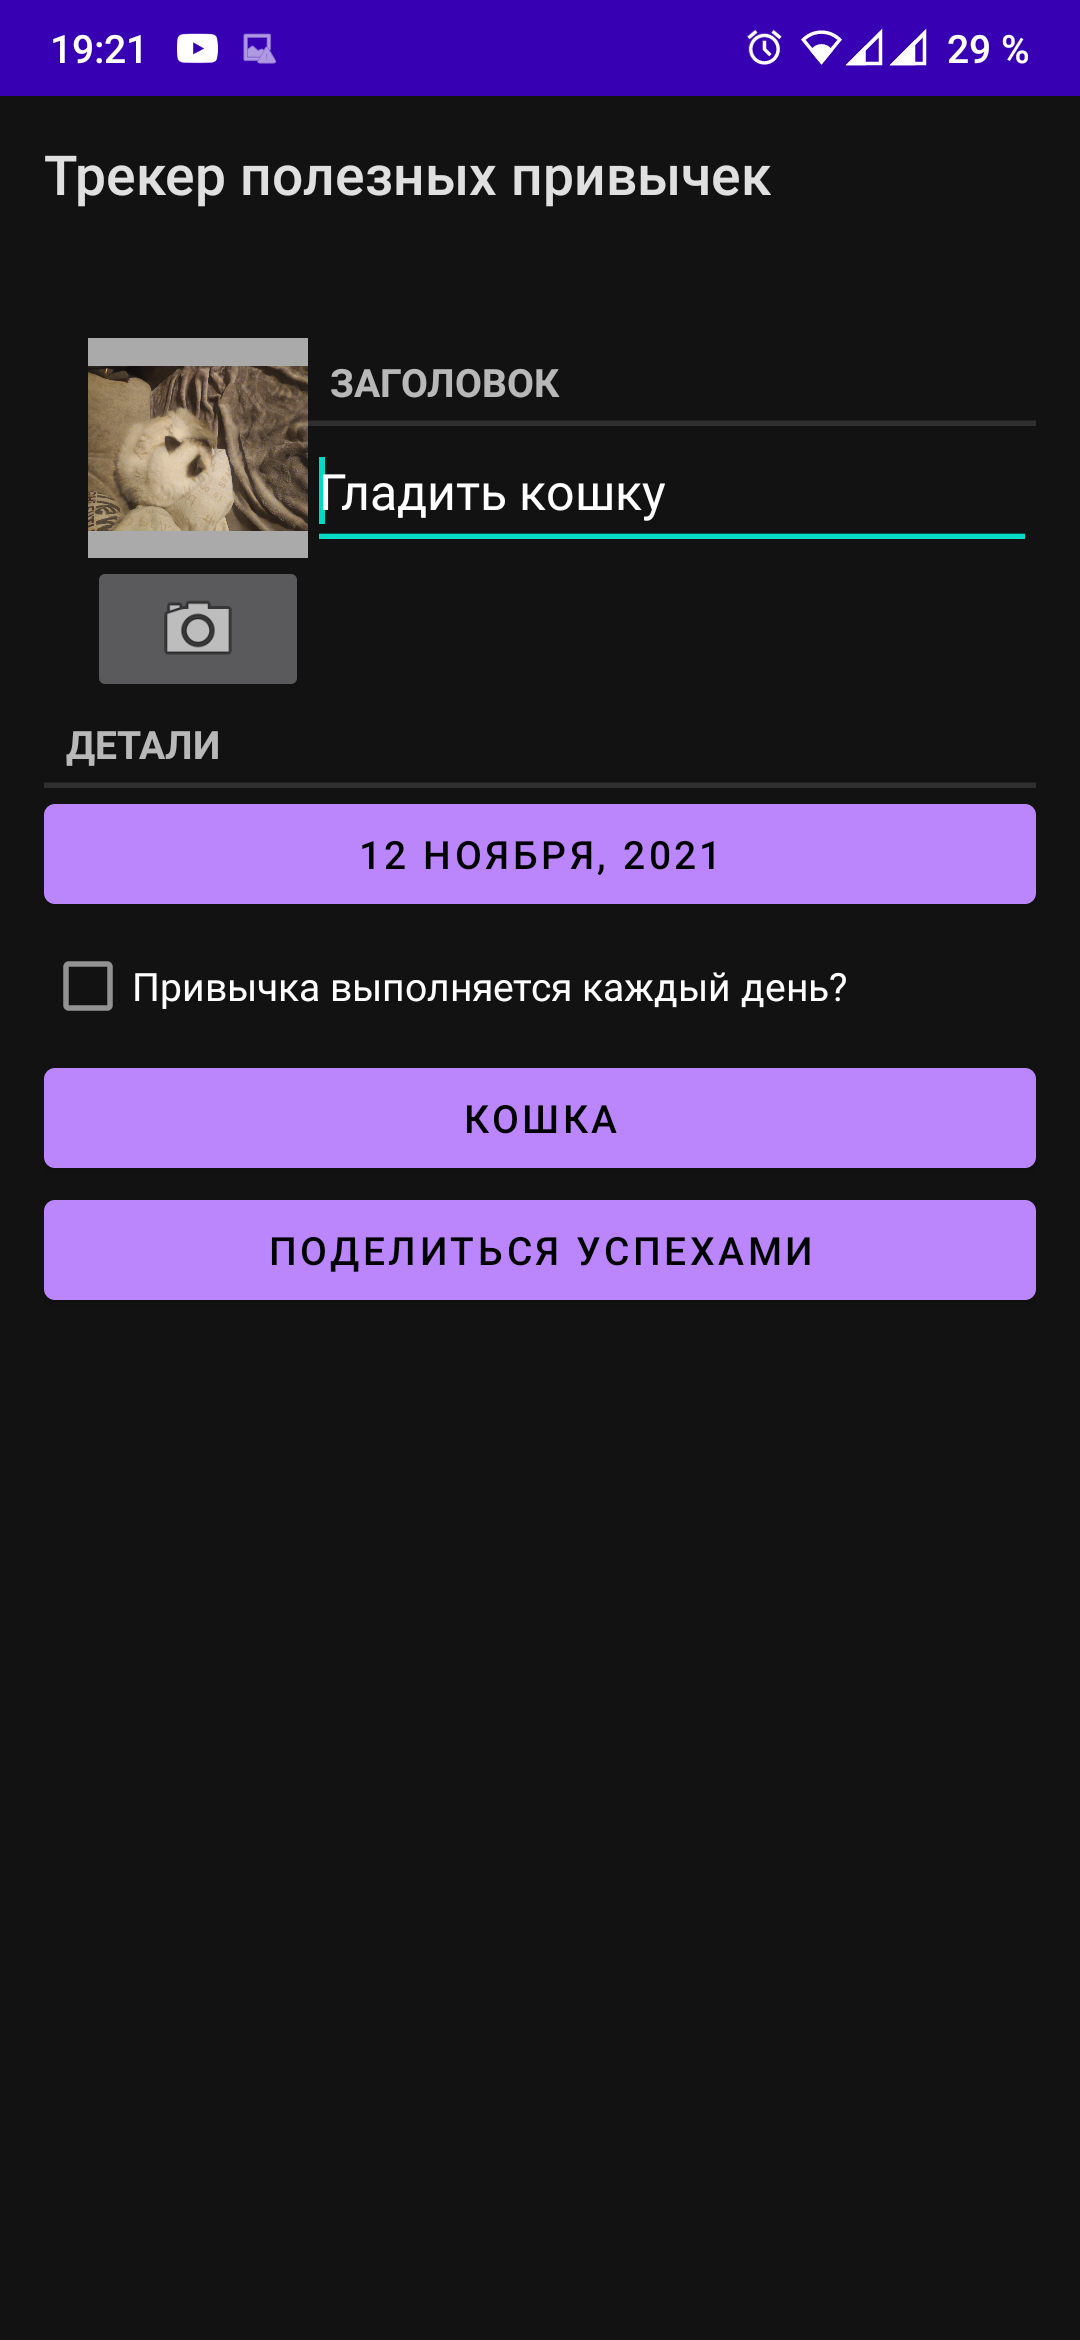 19:21
29 %
Трекер полезных привычек
ЗАГОЛОВОК
Гладить кошку
ДЕТАЛИ
12 НОЯБРЯ, 2021
Привычка выполняется каждый день?
КОШКА
ПОДЕЛИТЬСЯ УСПЕХАМИ